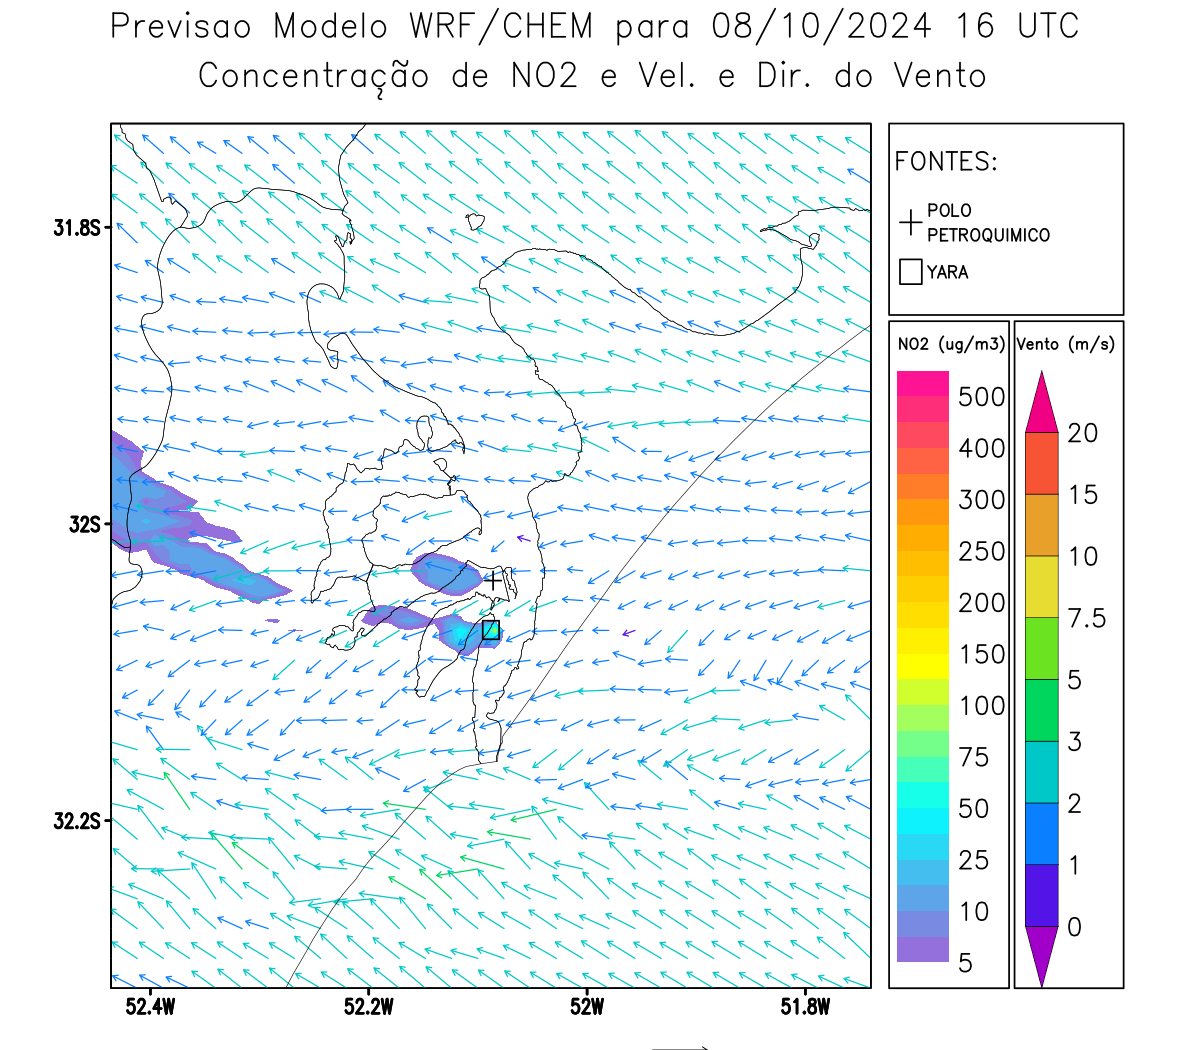 Previsao Modelo WRF/CHEM para 08/10/2024 16 UTC
Concentração de NO2 e Vel. e Dir. do Vento
FONTES:
POLO
PETROQUIMICO
YARA
NO2 (ug/m3)
500
400
300
250
200
150
100
75
50
25
10
5
Vento (m/s)
20
15
10
7.5
5
3
2
1
0
31.8S
32S
32.2S
52.4W
52.2W
52W
51.8W